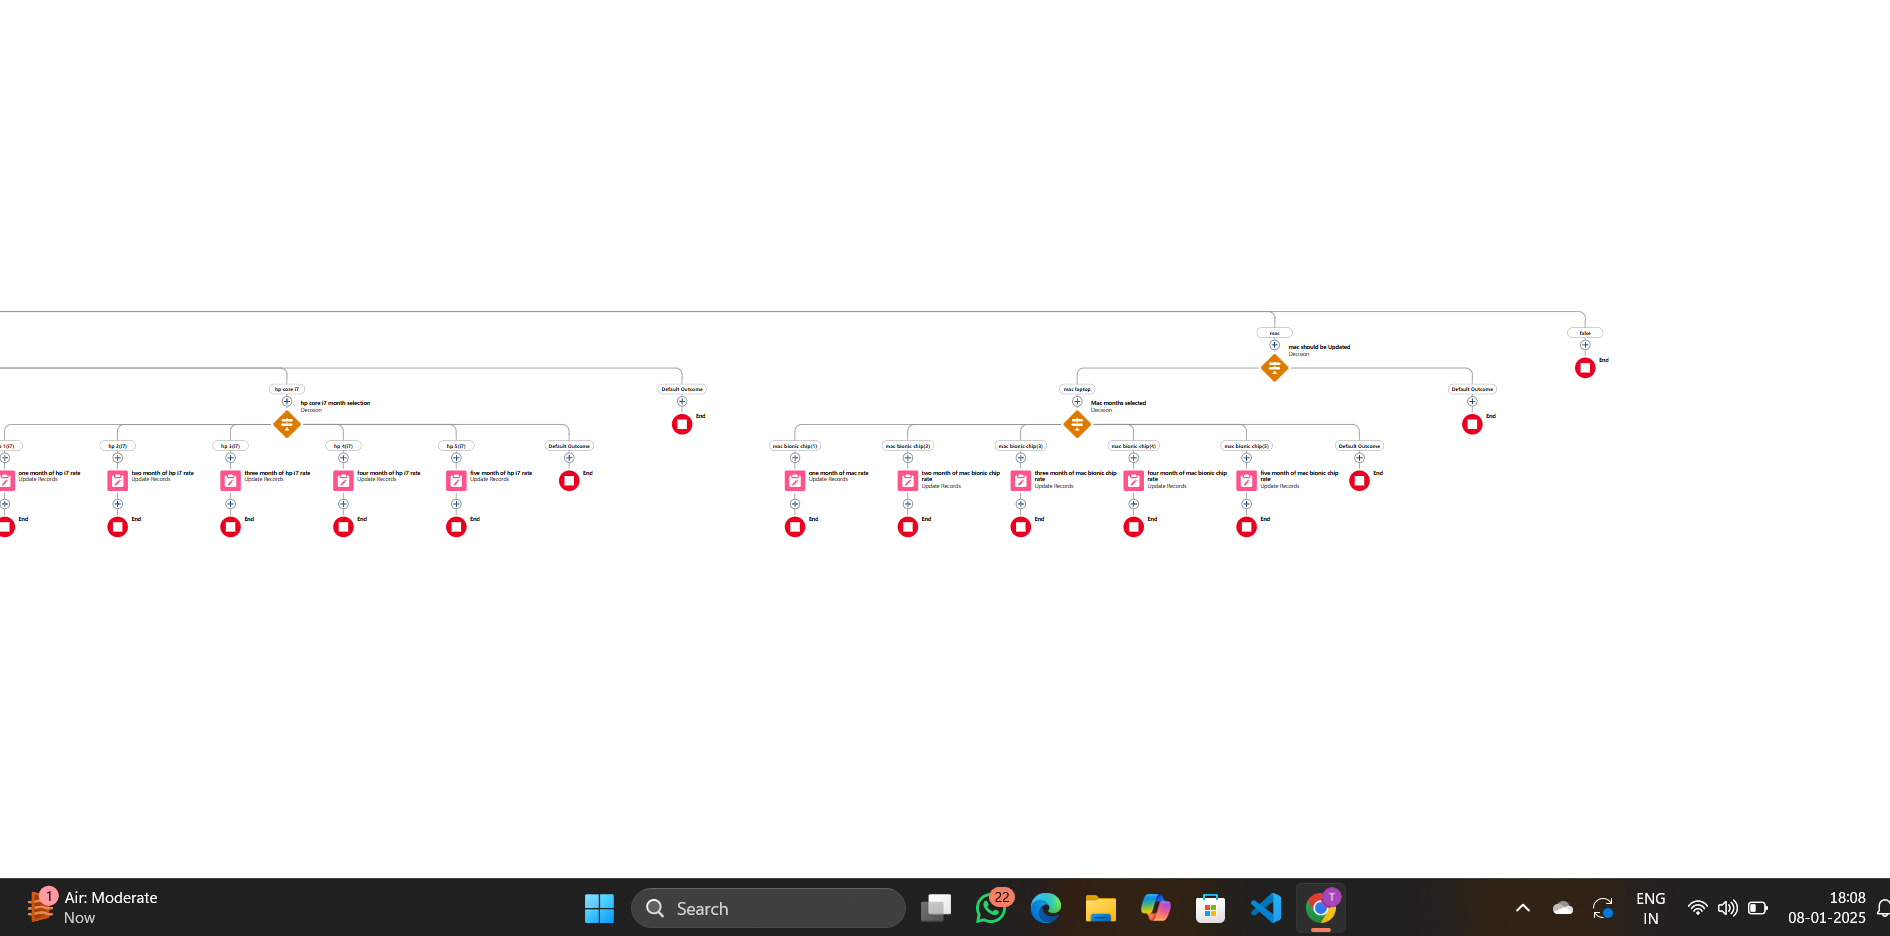 mac
false
mac should be Updated
Decision
End
hp core i7
Default Outcome
mac laptop
Default Outcome
hp core i7 month selection
Decision
End
Mac months selected
Decision
End
1(i7)
hp 2(i7)
hp 3(i7)
hp 4(i7)
hp 5(i7)
Default Outcome
mac bionic chip(1)
mac bionic chip(2)
mac bionic chip(3)
mac bionic chip(4)
mac bionic chip(5)
Default Outcome
one month of hp i7 rate
Update Records
two month of hp i7 rate
Update Records
three month of hp i7 rate
Update Records
four month of hp i7 rate
Update Records
five month of hp i7 rate
Update Records
End
one month of mac rate
Update Records
two month of mac bionic chip
rate
Update Records
three month of mac bionic chip
rate
Update Records
four month of mac bionic chip
rate
Update Records
five month of mac bionic chip
rate
Update Records
End
End
End
End
End
End
End
End
End
End
End
1
Air: Moderate
Now
Search
22
T
ENG
IN
18:08
08-01-2025